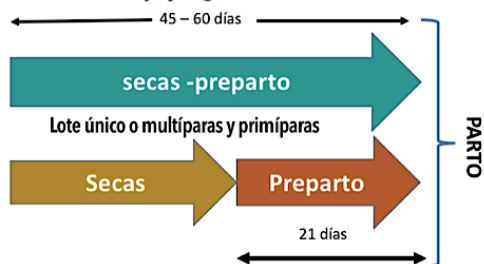 45 – 60 días
secas -preparto
Lote único o multíparas y primíparas
Secas
Preparto
21 días
PARTO